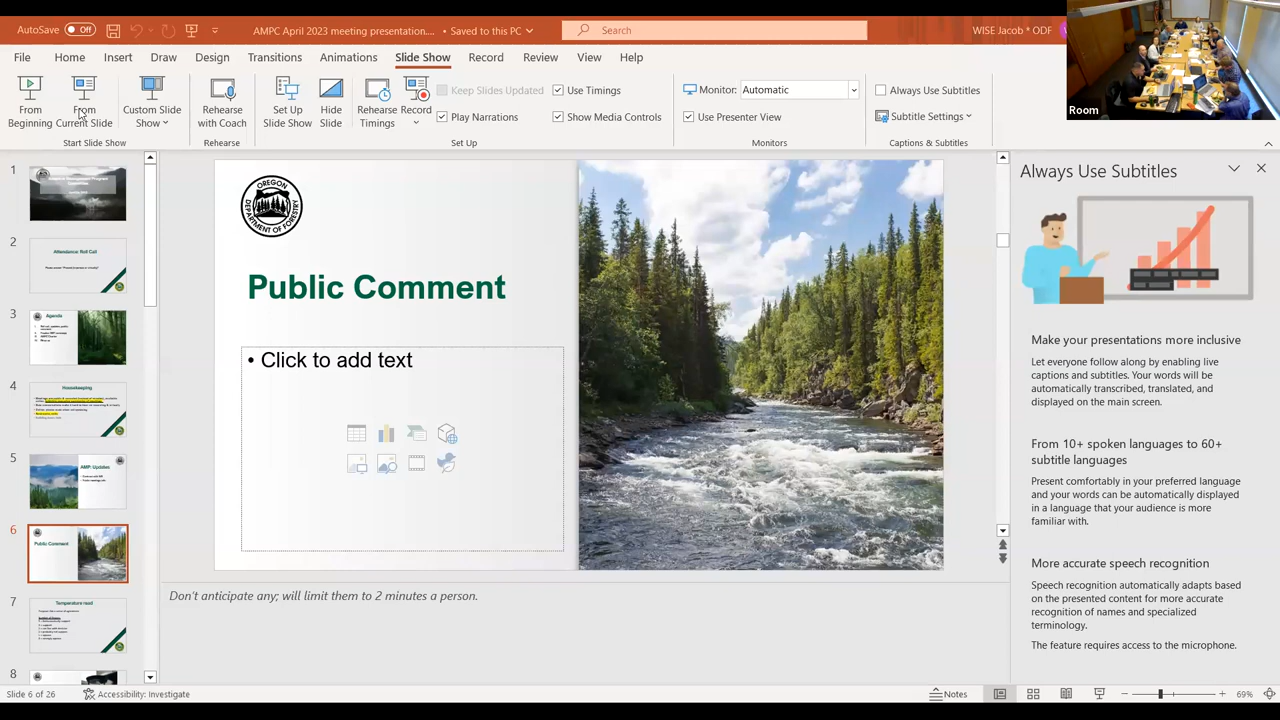 AutoSave Off
AMPC April 2023 meeting presentation.... • Saved to this PC
Search
WISE Jacob * ODF
File Home Insert Draw Design Transitions Animations Slide Show Record Review View Help
From Beginning
From Current Slide
Custom Slide Show
Rehearse with Coach
Set Up Slide Show
Hide Slide
Rehearse Timings
Record
Keep Slides Updated
Use Timings
Play Narrations
Show Media Controls
Monitor: Automatic
Use Presenter View
Always Use Subtitles
Subtitle Settings
Room
Start Slide Show
Rehearse
Set Up
Monitors
Captions & Subtitles
1
2
Attendance: Roll Call
3
Agenda
4
Housekeeping
5
AMP: Updates
6
Public Comment
7
Temperature read
8
OREGON
DEPARTMENT OF FORESTRY
Public Comment
• Click to add text
Don't anticipate any; will limit them to 2 minutes a person.
Always Use Subtitles
Make your presentations more inclusive
Let everyone follow along by enabling live
captions and subtitles. Your words will be
automatically transcribed, translated, and
displayed on the main screen.
From 10+ spoken languages to 60+
subtitle languages
Present comfortably in your preferred language
and your words can be automatically displayed
in a language that your audience is more
familiar with.
More accurate speech recognition
Speech recognition automatically adapts based
on the presented content for more accurate
recognition of names and specialized
terminology.
The feature requires access to the microphone.
Slide 6 of 26
Accessibility: Investigate
Notes
69%